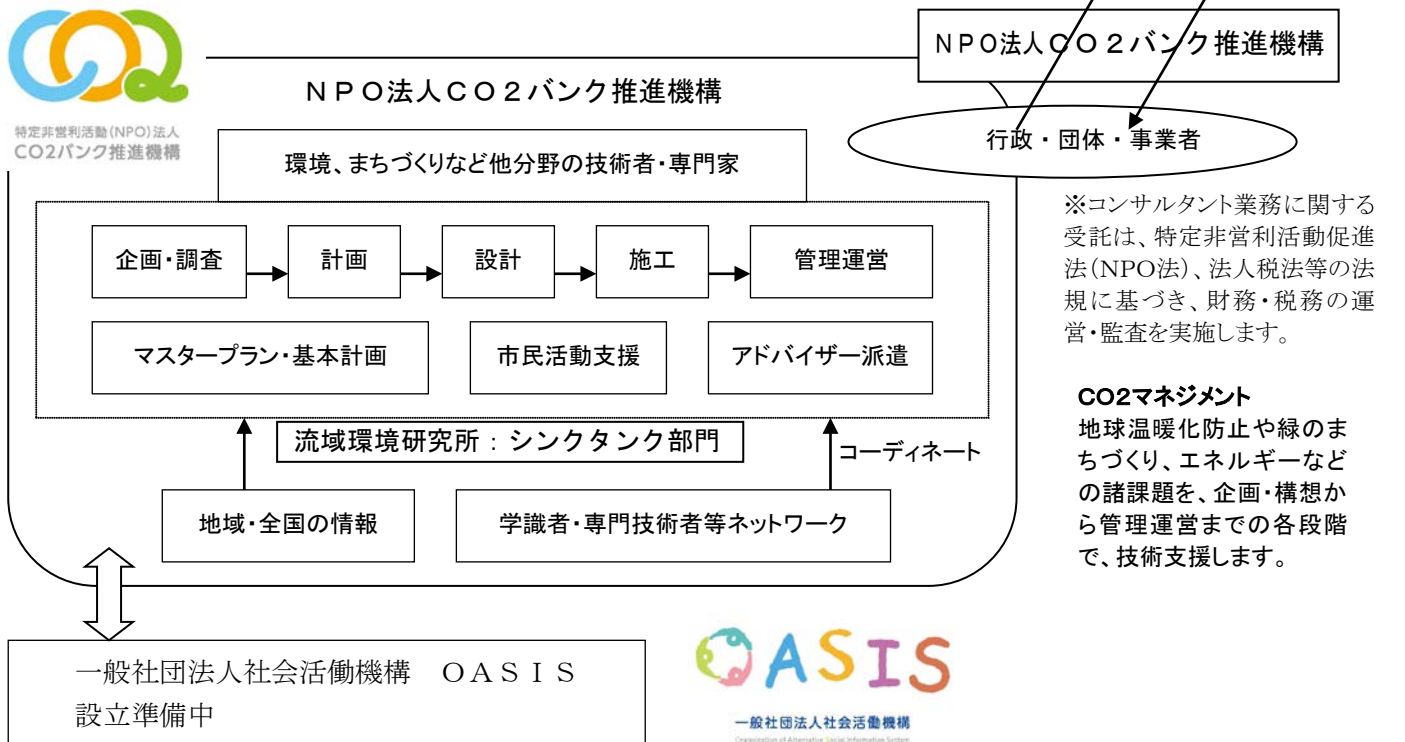 NPO法人CO2バンク推進機構
特定非営利活動(NPO)法人
CO2バンク推進機構
NPO法人CO2バンク推進機構
行政・団体・事業者
環境、まちづくりなど他分野の技術者・専門家
企画・調査
計画
設計
施工
管理運営
マスタープラン・基本計画
市民活動支援
アドバイザー派遣
流域環境研究所:シンクタンク部門
コーディネート
地域・全国の情報
学識者・専門技術者等ネットワーク
※コンサルタント業務に関する
受託は、特定非営利活動促進
法(NPO法)、法人税法等の法
規に基づき、財務・税務の運
営・監査を実施します。
CO2マネジメント
地球温暖化防止や緑のま
ちづくり、エネルギーなど
の諸課題を、企画・構想か
ら管理運営までの各段階
で、技術支援します。
一般社団法人社会活働機構 OASIS
設立準備中
OASIS
一般社団法人社会活働機構
Organization of Alternative Social Information System